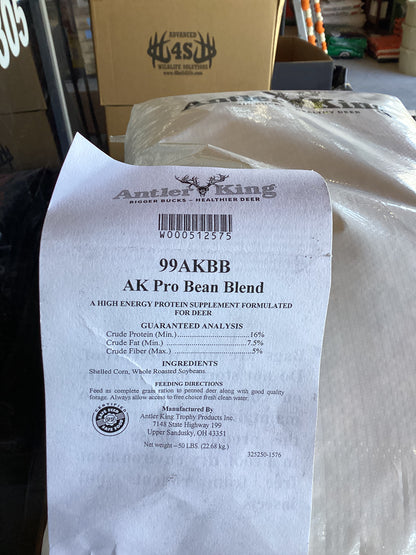 305
ADVANCED
4S
WILDLIFE SOLUTIONS
Antler King
Antler King
BIGGER BUCKS – HEALTHIER DEER
W000512575
99AKBB
AK Pro Bean Blend
A HIGH ENERGY PROTEIN SUPPLEMENT FORMULATED
FOR DEER
GUARANTEED ANALYSIS
Crude Protein (Min.)..............................16%
Crude Fat (Min.) ....................................7.5%
Crude Fiber (Max.) ..................................5%
INGREDIENTS
Shelled Corn, Whole Roasted Soybeans.
FEEDING DIRECTIONS
Feed as complete grain ration to penned deer along with good quality
forage. Always allow access to free choice fresh clean water.
Manufactured By
Antler King Trophy Products Inc.
7148 State Highway 199
Upper Sandusky, OH 43351
Net weight – 50 LBS. (22.68 kg.)
325250-1576
CERTIFIED